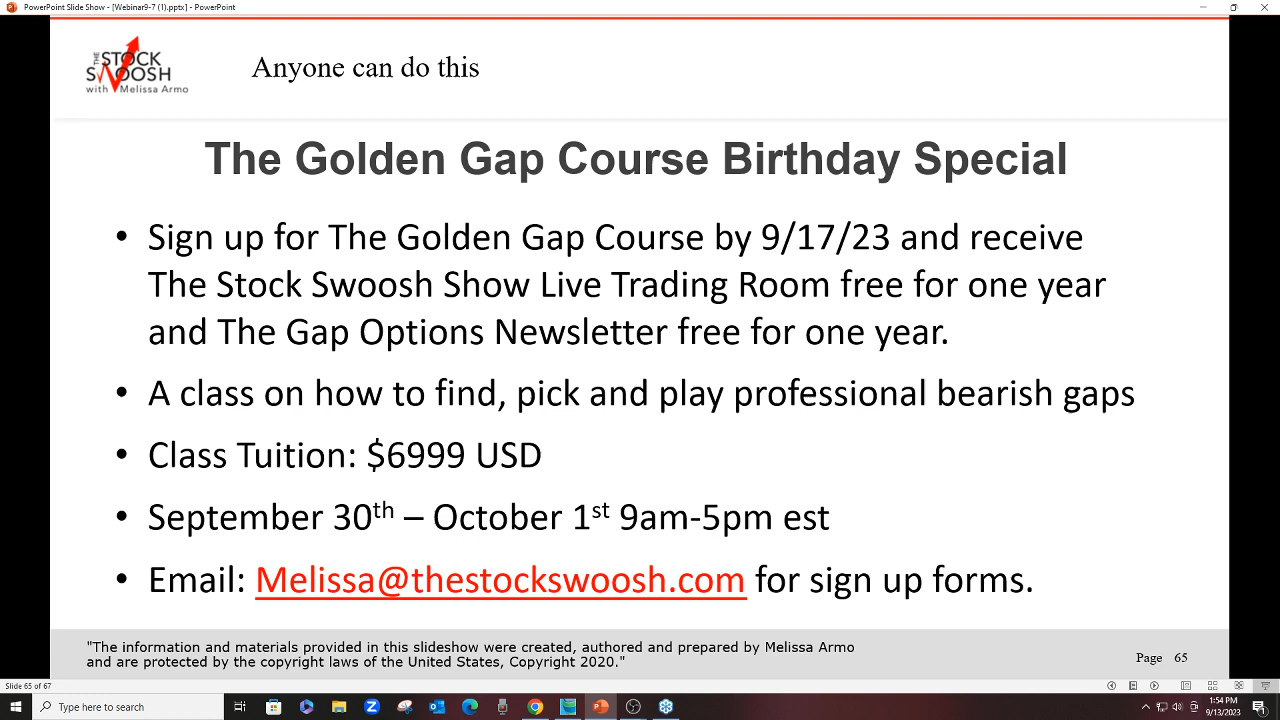 PowerPoint Slide Show - [Webinar9-7 (1).pptx] - PowerPoint
THE STOCK
SWOOSH
with Melissa Armo
Anyone can do this
The Golden Gap Course Birthday Special
• Sign up for The Golden Gap Course by 9/17/23 and receive
The Stock Swoosh Show Live Trading Room free for one year
and The Gap Options Newsletter free for one year.
• A class on how to find, pick and play professional bearish gaps
• Class Tuition: $6999 USD
• September 30th – October 1st 9am-5pm est
• Email: Melissa@thestockswoosh.com for sign up forms.
"The information and materials provided in this slideshow were created, authored and prepared by Melissa Armo
and are protected by the copyright laws of the United States, Copyright 2020."
Page 65
Slide 65 of 67
Type here to search
1:54 PM
9/13/2023